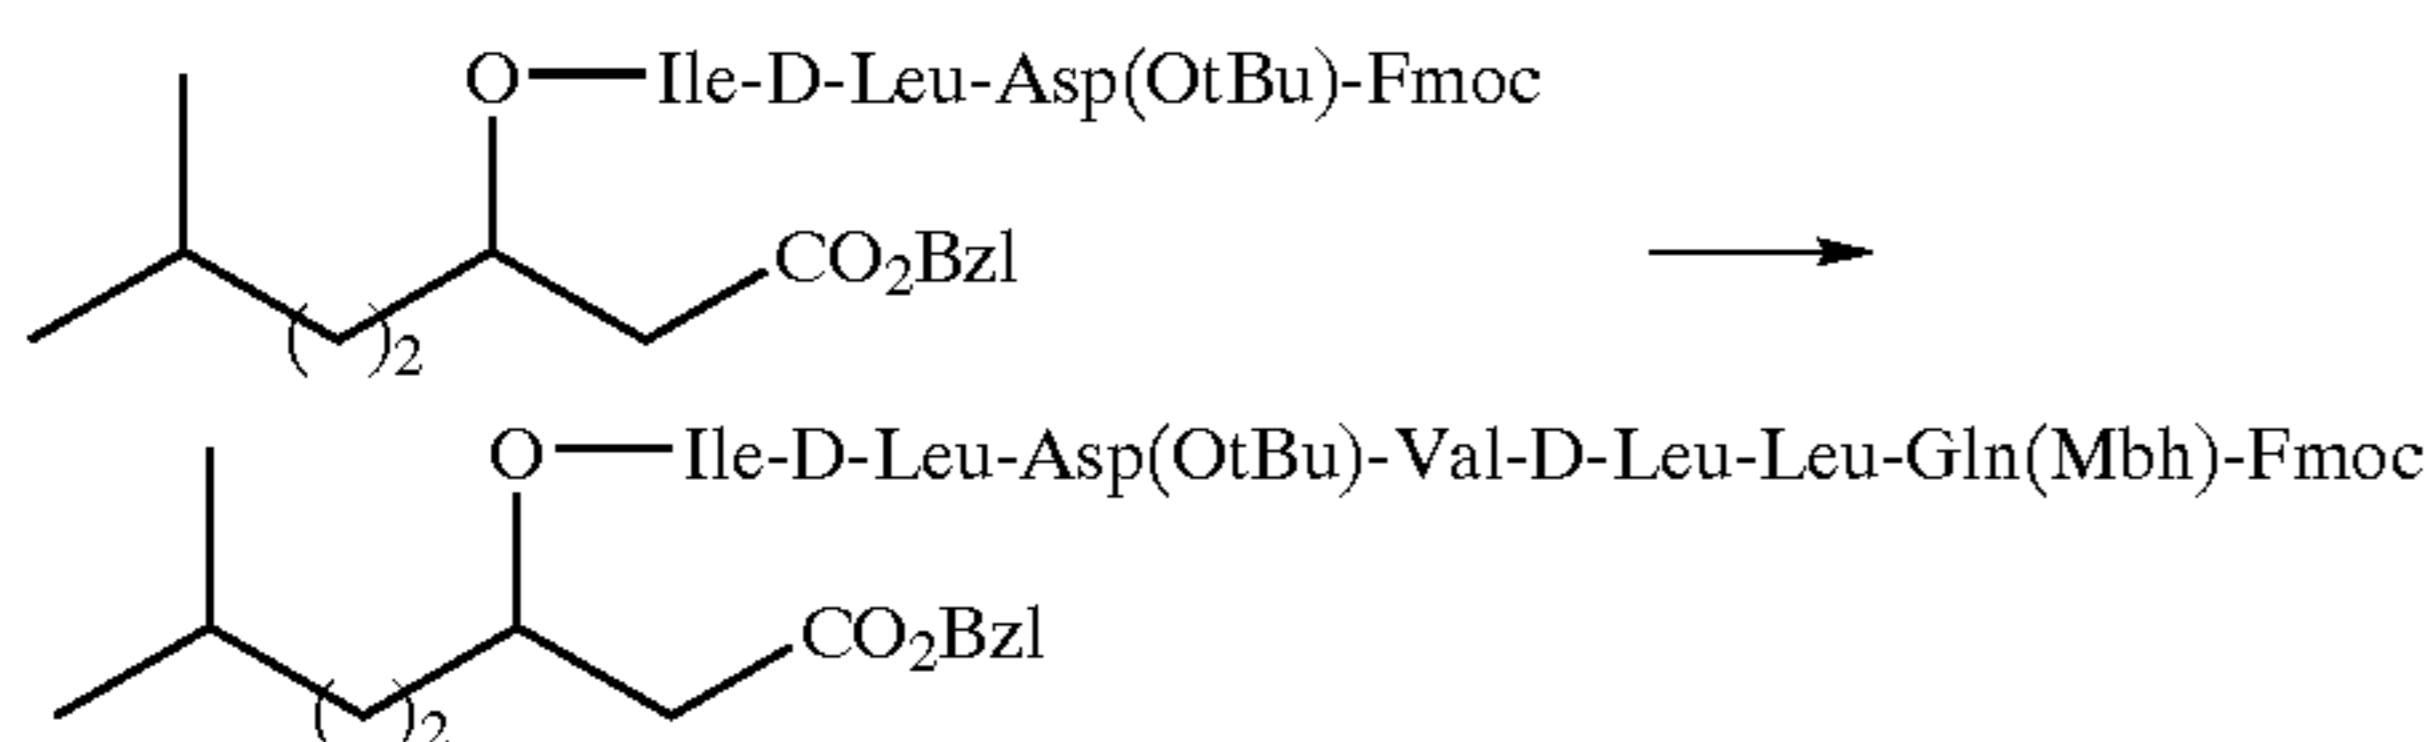 O—Ile-D-Leu-Asp(OtBu)-Fmoc
CO₂Bzl
( )₂
O—Ile-D-Leu-Asp(OtBu)-Val-D-Leu-Leu-Gln(Mbh)-Fmoc
CO₂Bzl
( )₂